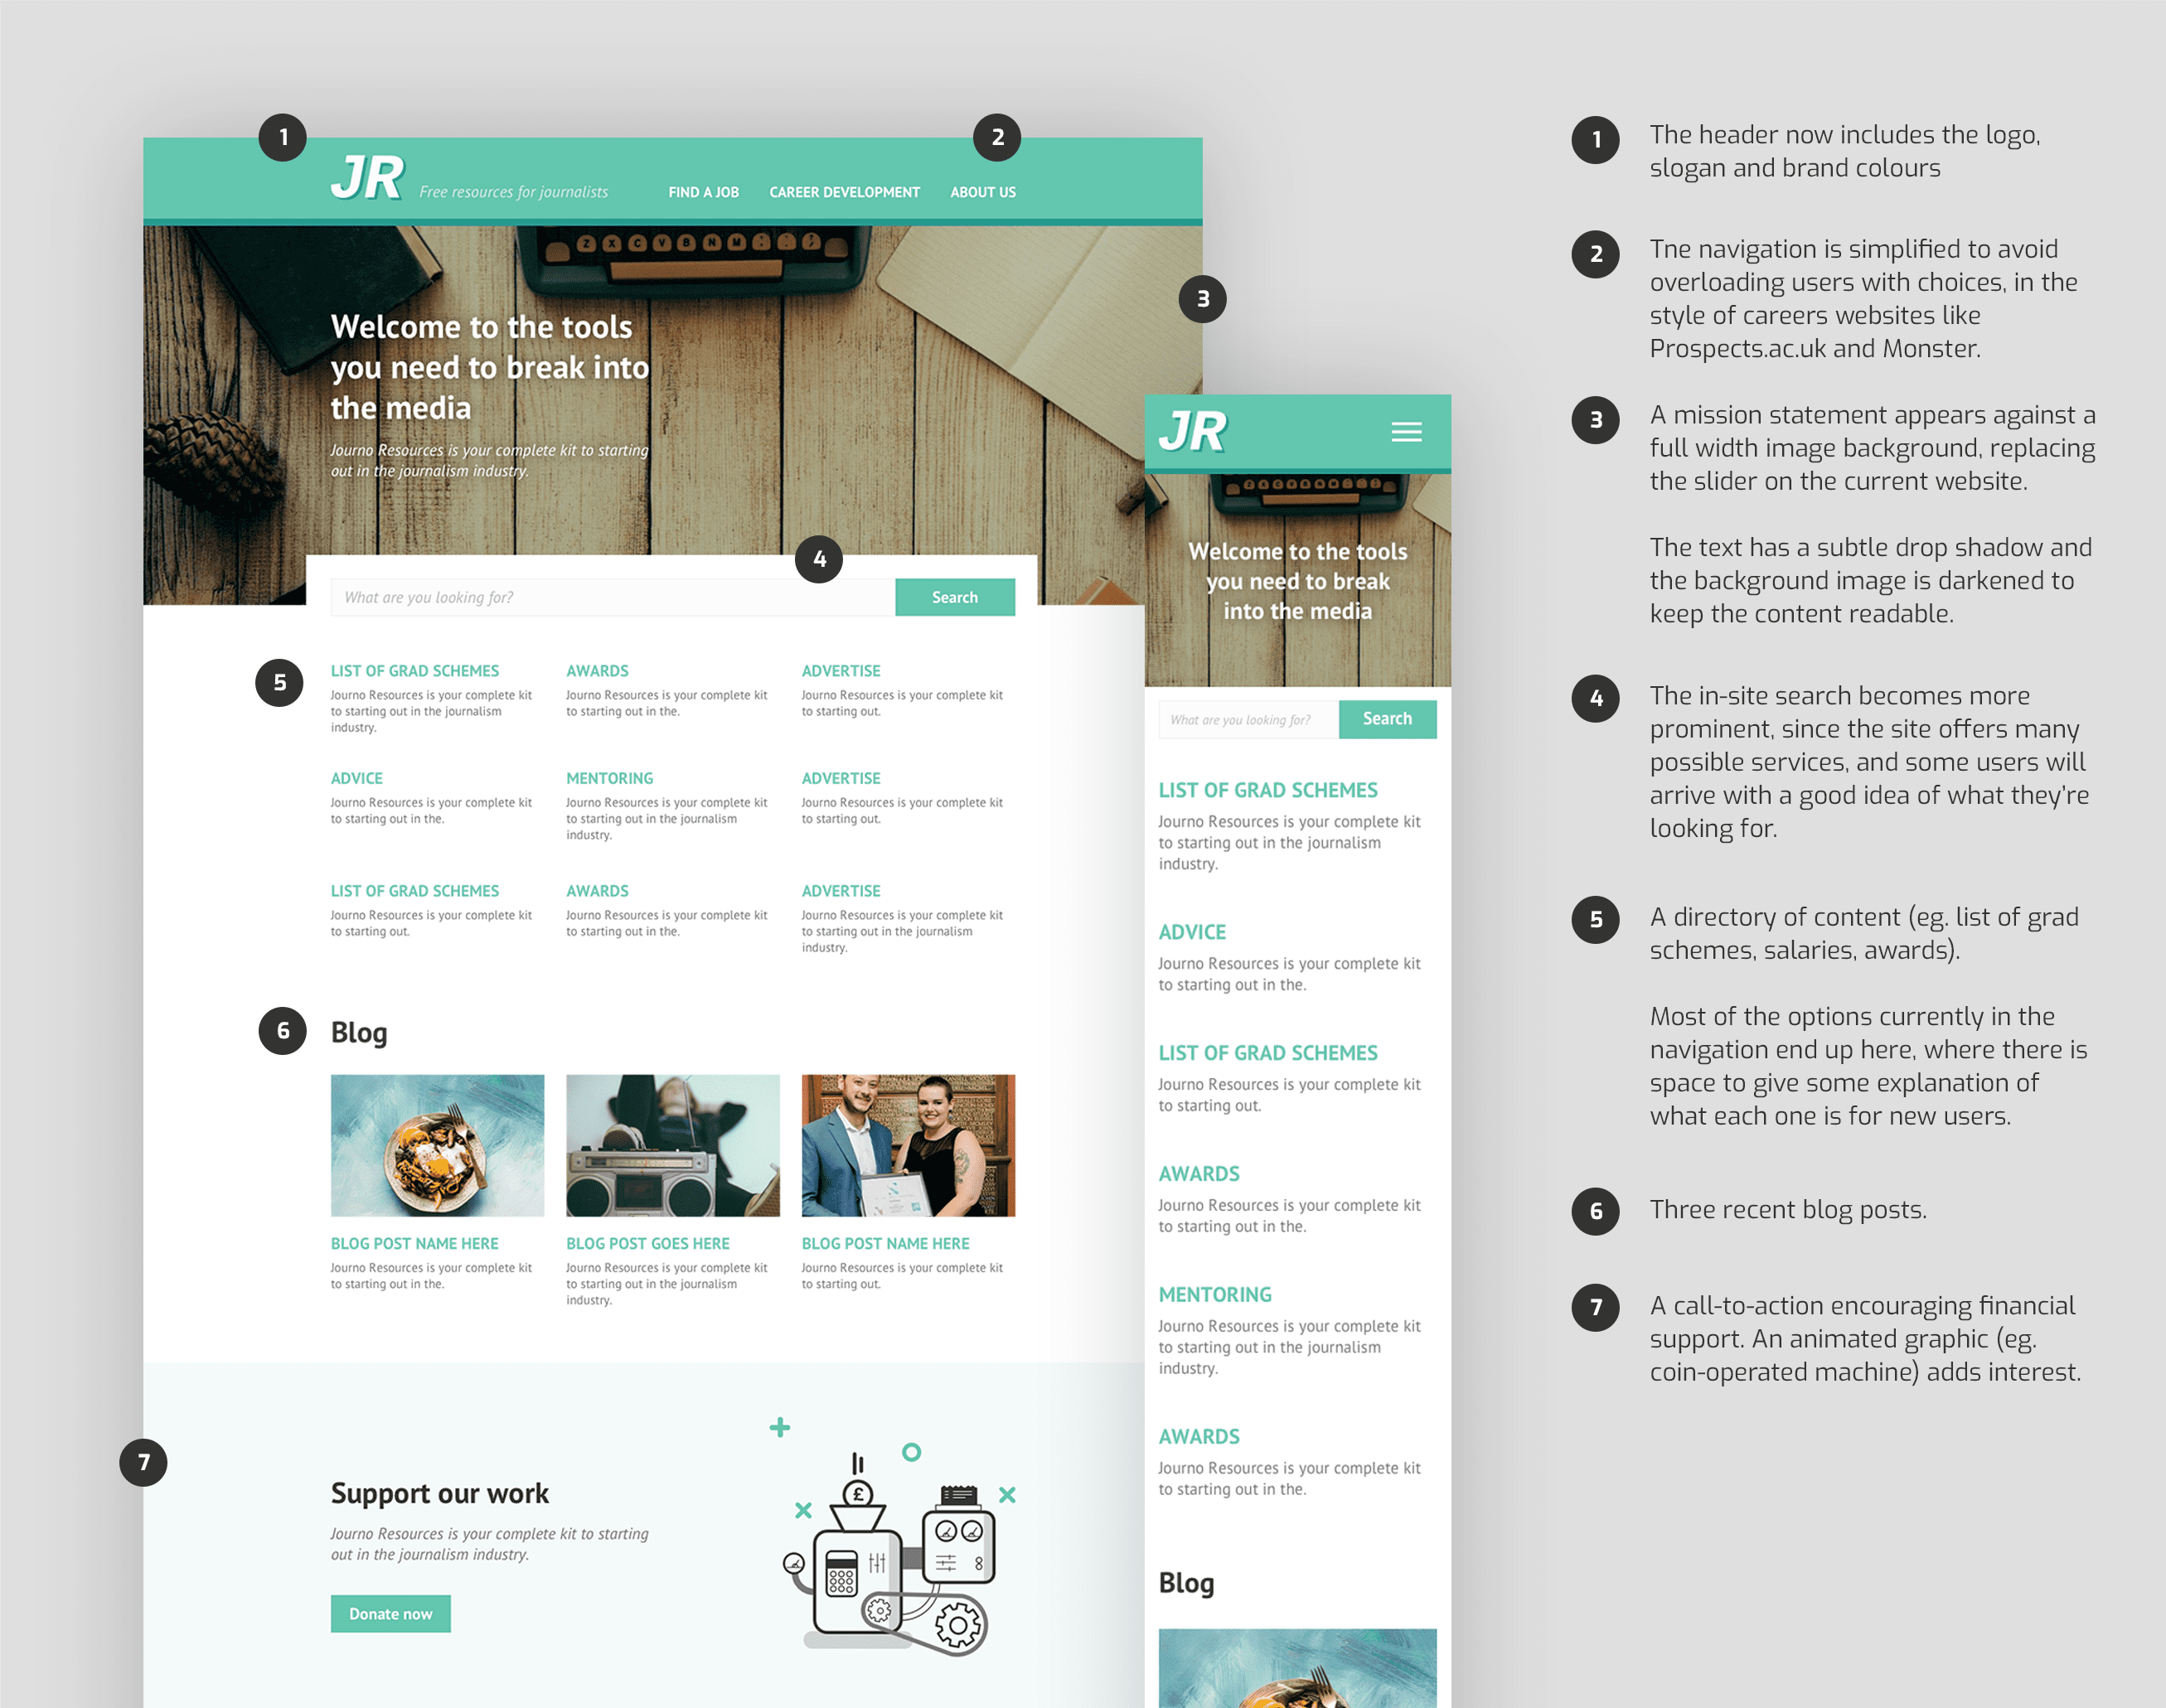 1
2
JR
Free resources for journalists
FIND A JOB
CAREER DEVELOPMENT
ABOUT US
Z X C V B N M
Welcome to the tools
you need to break into
the media
Journo Resources is your complete kit to starting
out in the journalism industry.
3
4
What are you looking for?
Search
5
LIST OF GRAD SCHEMES
Journo Resources is your complete kit
to starting out in the journalism
industry.
AWARDS
Journo Resources is your complete kit
to starting out in the.
ADVERTISE
Journo Resources is your complete kit
to starting out.
ADVICE
Journo Resources is your complete kit
to starting out in the.
MENTORING
Journo Resources is your complete kit
to starting out in the journalism
industry.
ADVERTISE
Journo Resources is your complete kit
to starting out.
LIST OF GRAD SCHEMES
Journo Resources is your complete kit
to starting out.
AWARDS
Journo Resources is your complete kit
to starting out in the.
ADVERTISE
Journo Resources is your complete kit
to starting out in the journalism
industry.
6
Blog
BLOG POST NAME HERE
Journo Resources is your complete kit
to starting out in the.
BLOG POST GOES HERE
Journo Resources is your complete kit
to starting out in the journalism
industry.
BLOG POST NAME HERE
Journo Resources is your complete kit
to starting out.
7
Support our work
Journo Resources is your complete kit to starting
out in the journalism industry.
Donate now
£
JR
Welcome to the tools
you need to break
into the media
What are you looking for?
Search
LIST OF GRAD SCHEMES
Journo Resources is your complete kit
to starting out in the journalism
industry.
ADVICE
Journo Resources is your complete kit
to starting out in the.
LIST OF GRAD SCHEMES
Journo Resources is your complete kit
to starting out.
AWARDS
Journo Resources is your complete kit
to starting out in the.
MENTORING
Journo Resources is your complete kit
to starting out in the journalism
industry.
AWARDS
Journo Resources is your complete kit
to starting out in the.
Blog
1
The header now includes the logo,
slogan and brand colours
2
Tne navigation is simplified to avoid
overloading users with choices, in the
style of careers websites like
Prospects.ac.uk and Monster.
3
A mission statement appears against a
full width image background, replacing
the slider on the current website.
The text has a subtle drop shadow and
the background image is darkened to
keep the content readable.
4
The in-site search becomes more
prominent, since the site offers many
possible services, and some users will
arrive with a good idea of what they're
looking for.
5
A directory of content (eg. list of grad
schemes, salaries, awards).
Most of the options currently in the
navigation end up here, where there is
space to give some explanation of
what each one is for new users.
6
Three recent blog posts.
7
A call-to-action encouraging financial
support. An animated graphic (eg.
coin-operated machine) adds interest.